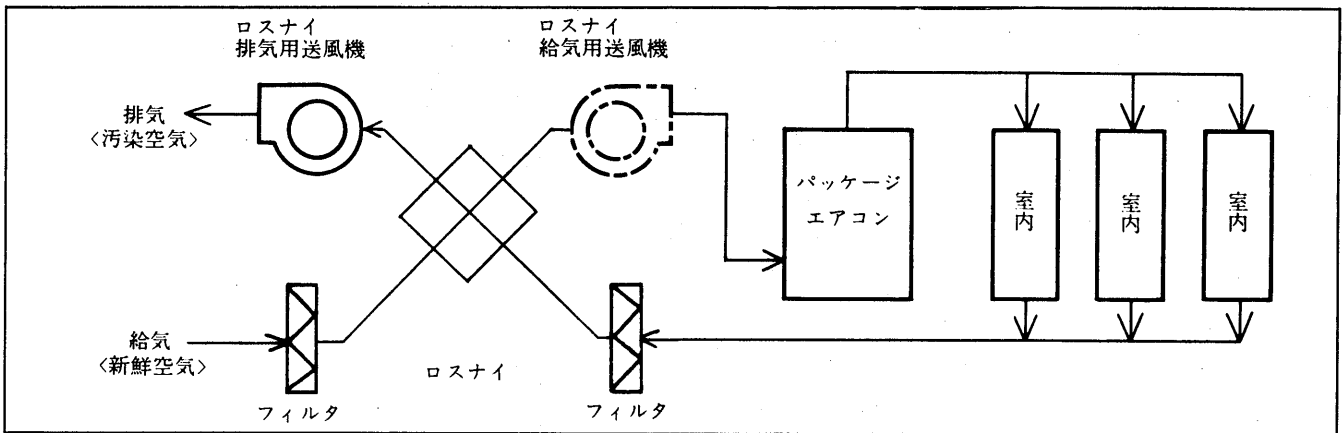 ロスナイ
排気用送風機
ロスナイ
給気用送風機
排気
〈汚染空気〉
パッケージ
エアコン
室内
室内
室内
給気
〈新鮮空気〉
ロスナイ
フィルタ
フィルタ